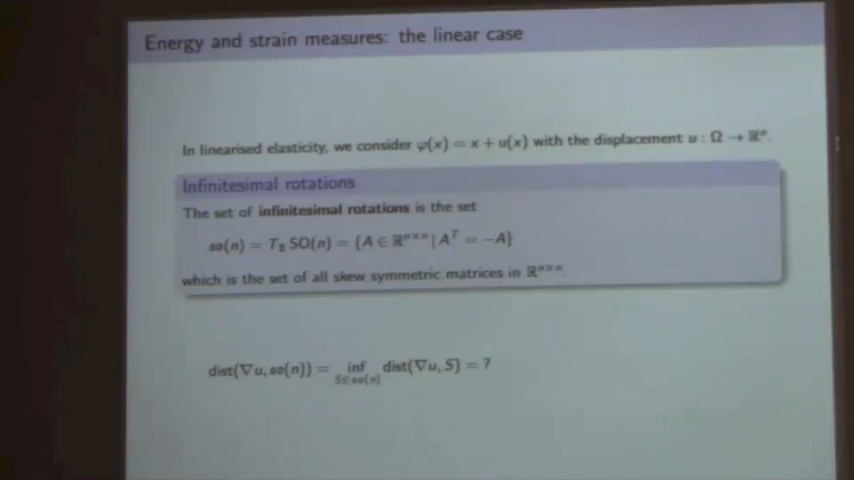 Energy and strain measures: the linear case
In linearised elasticity, we consider φ(x) = x + u(x) with the displacement u : Ω → ℝⁿ.
Infinitesimal rotations
The set of infinitesimal rotations is the set
so(n) = T_𝟙 SO(n) = {A ∈ ℝⁿˣⁿ | Aᵀ = −A}
which is the set of all skew symmetric matrices in ℝⁿˣⁿ.
dist(∇u, so(n)) = inf dist(∇u, S) = ?
S∈so(n)